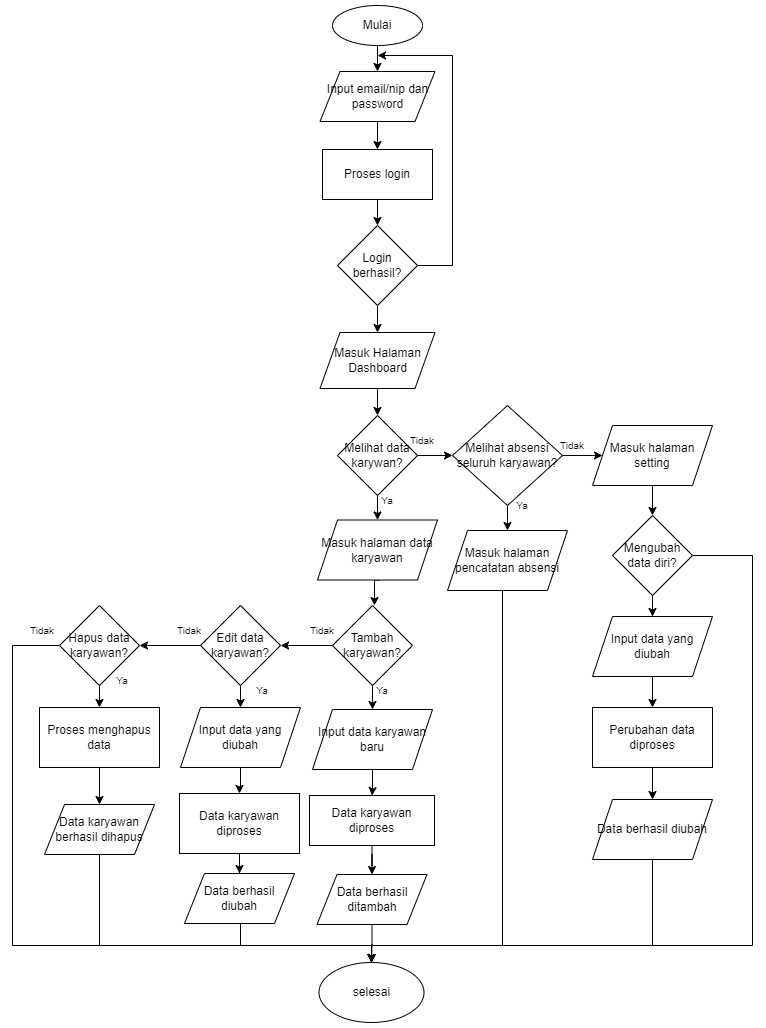 Mulai
Input email/nip dan
password
Proses login
Login
berhasil?
Masuk Halaman
Dashboard
Melihat data
karywan?
Tidak
Melihat absensi
seluruh karyawan?
Tidak
Masuk halaman
setting
Ya
Ya
Masuk halaman data
karyawan
Masuk halaman
pencatatan absensi
Mengubah
data diri?
Tidak
Hapus data
karyawan?
Tidak
Edit data
karyawan?
Tidak
Tambah
karyawan?
Input data yang
diubah
Ya
Ya
Ya
Proses menghapus
data
Input data yang
diubah
Input data karyawan
baru
Perubahan data
diproses
Data karyawan
berhasil dihapus
Data karyawan
diproses
Data karyawan
diproses
Data berhasil diubah
Data berhasil
diubah
Data berhasil
ditambah
selesai